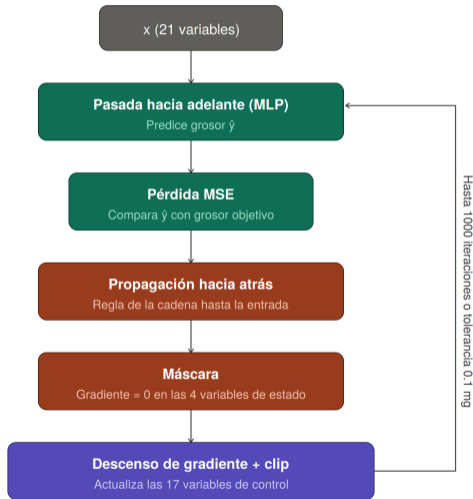 x (21 variables)
Pasada hacia adelante (MLP)
Predice grosor ŷ
Pérdida MSE
Compara ŷ con grosor objetivo
Propagación hacia atrás
Regla de la cadena hasta la entrada
Máscara
Gradiente = 0 en las 4 variables de estado
Descenso de gradiente + clip
Actualiza las 17 variables de control
Hasta 1000 iteraciones o tolerancia 0.1 mg